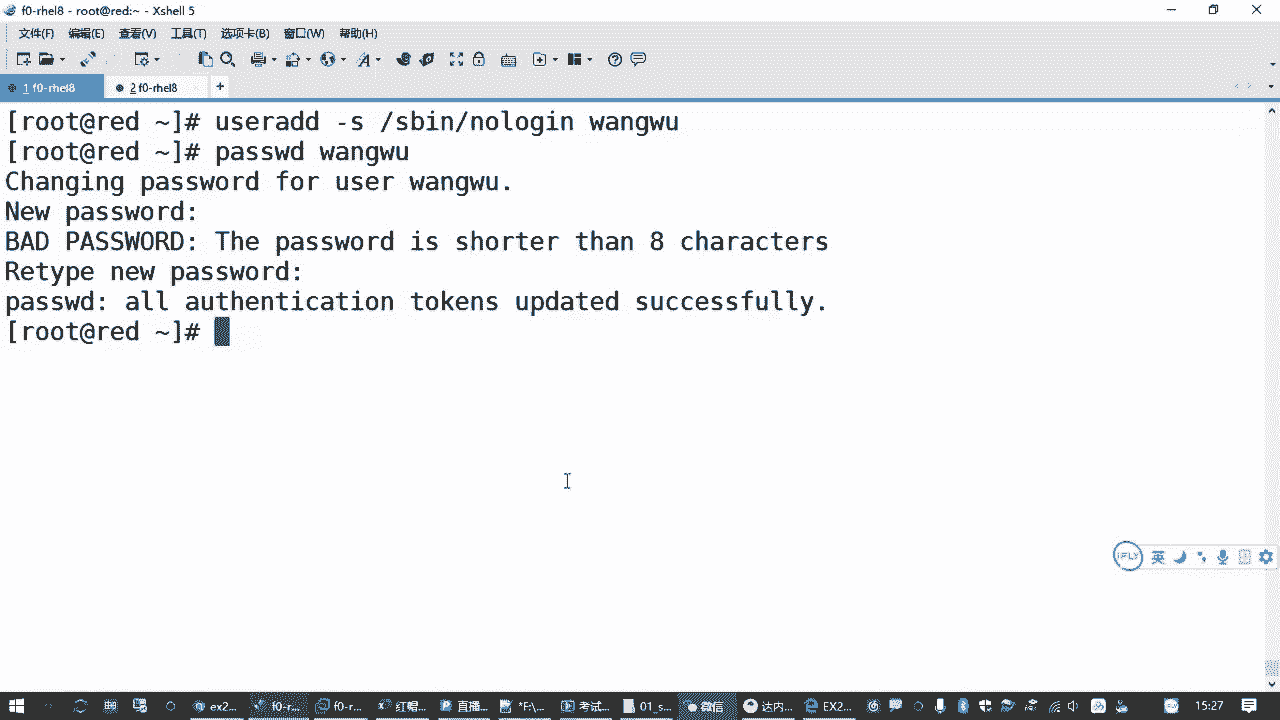 f0-rhel8 - root@red:~ - Xshell 5
文件(F) 编辑(E) 查看(V) 工具(T) 选项卡(B) 窗口(W) 帮助(H)
1 f0-rhel8 2 f0-rhel8 +
[root@red ~]# useradd -s /sbin/nologin wangwu
[root@red ~]# passwd wangwu
Changing password for user wangwu.
New password:
BAD PASSWORD: The password is shorter than 8 characters
Retype new password:
passwd: all authentication tokens updated successfully.
[root@red ~]#
iFLY 英
ex2... f0-r... f0-r... 红帽... 直播... *F:\... 考试... 01_s... 微信 达内... EX2... 15:27